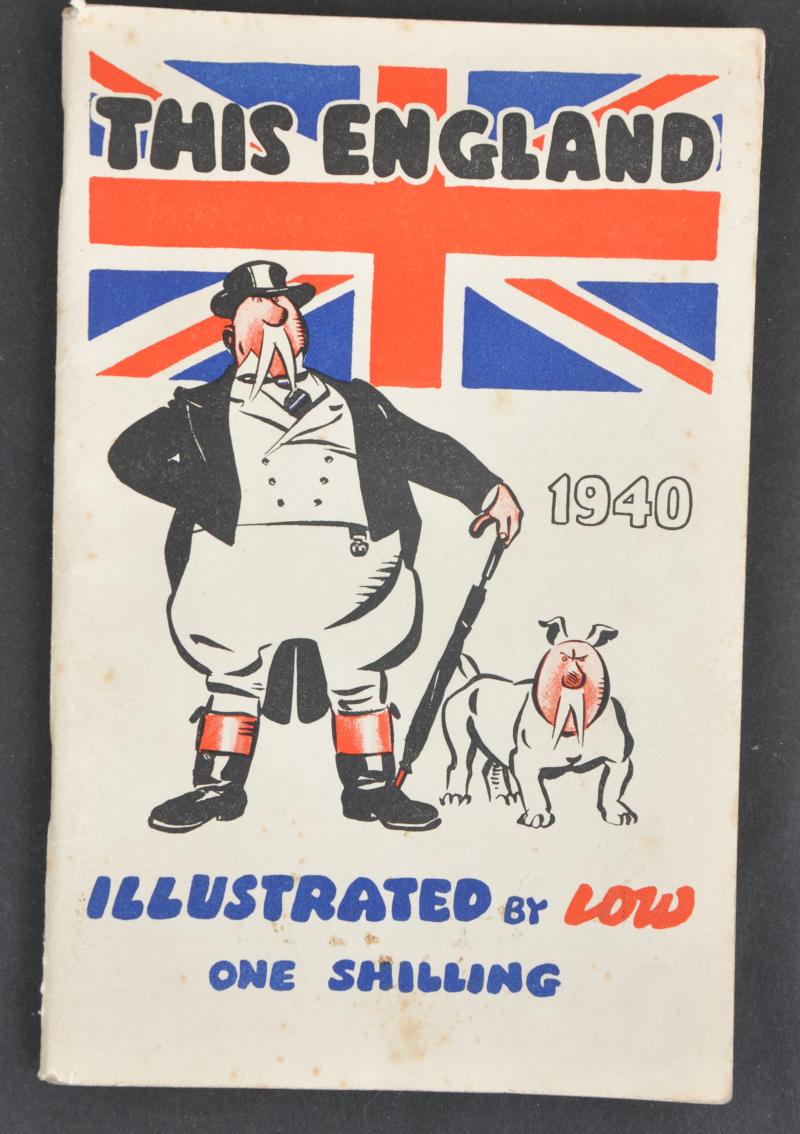 THIS ENGLAND
1940
ILLUSTRATED BY LOW
ONE SHILLING